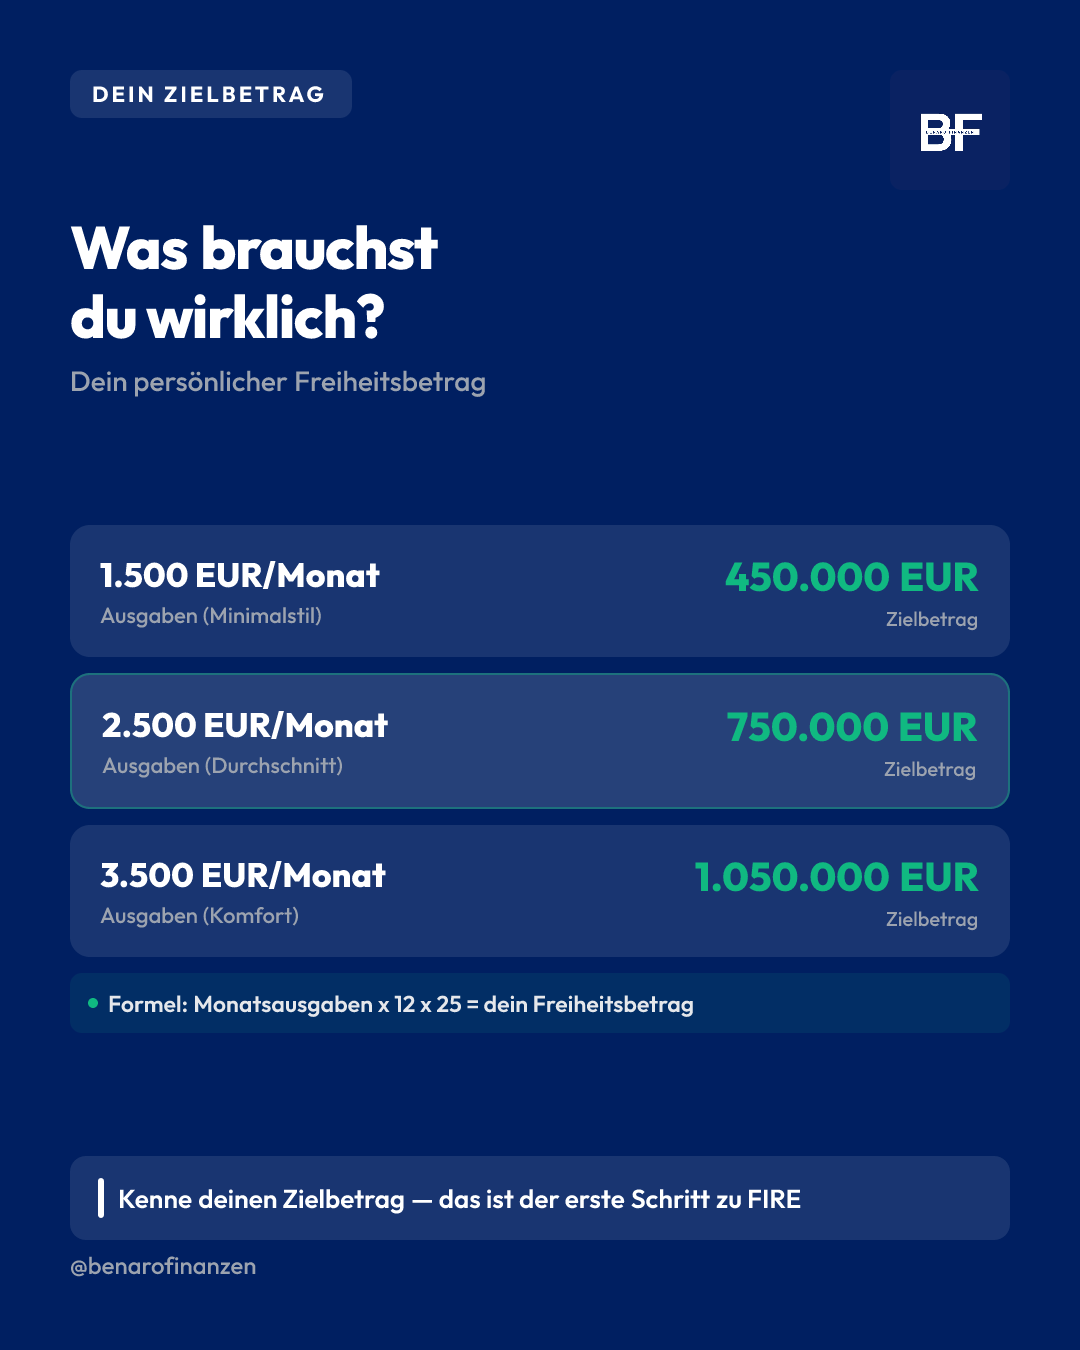 DEIN ZIELBETRAG
BF
Was brauchst
du wirklich?
Dein persönlicher Freiheitsbetrag
1.500 EUR/Monat
Ausgaben (Minimalstil)
450.000 EUR
Zielbetrag
2.500 EUR/Monat
Ausgaben (Durchschnitt)
750.000 EUR
Zielbetrag
3.500 EUR/Monat
Ausgaben (Komfort)
1.050.000 EUR
Zielbetrag
Formel: Monatsausgaben x 12 x 25 = dein Freiheitsbetrag
Kenne deinen Zielbetrag — das ist der erste Schritt zu FIRE
@benarofinanzen